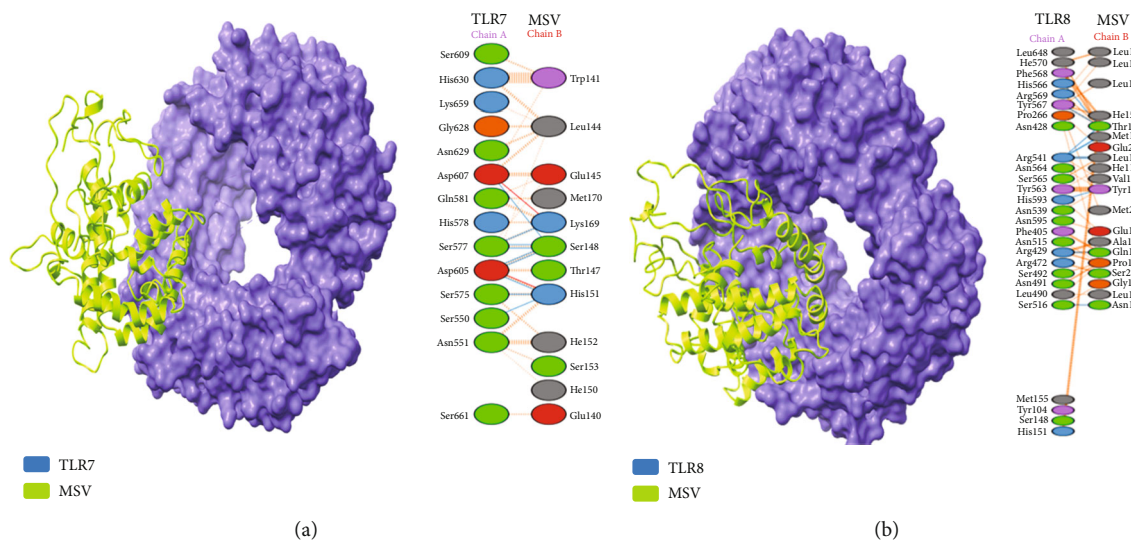 TLR7 MSV
Chain A Chain B
Ser609
His630 Trp141
Lys659
Gly628 Leu144
Asn629
Asp607 Glu145
Gln581 Met170
His578 Lys169
Ser577 Ser148
Asp605 Thr147
Ser575 His151
Ser550
Asn551 He152
Ser153
He150
Ser661 Glu140
TLR7
MSV
(a)
TLR8 MSV
Chain A Chain B
Leu648
He570
Phe568
His566
Arg569
Tyr567
Pro266
Asn428
Arg541
Asn564
Ser565
Tyr563
His593
Asn539
Asn595
Phe405
Asn515
Arg429
Arg472
Ser492
Asn491
Leu490
Ser516
Met155
Tyr104
Ser148
His151
TLR8
MSV
(b)